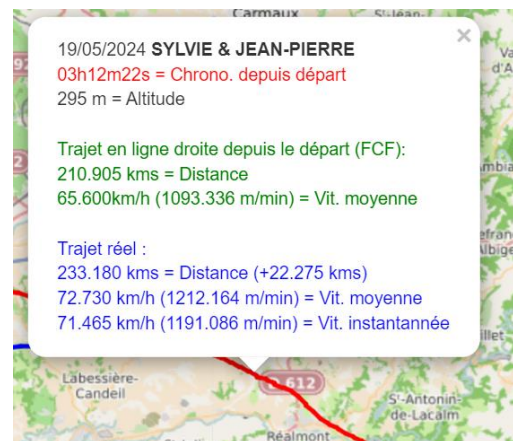 Carmaux
×
19/05/2024 SYLVIE & JEAN-PIERRE
03h12m22s = Chrono. depuis départ
295 m = Altitude
Trajet en ligne droite depuis le départ (FCF):
210.905 kms = Distance
65.600km/h (1093.336 m/min) = Vit. moyenne
Trajet réel :
233.180 kms = Distance (+22.275 kms)
72.730 km/h (1212.164 m/min) = Vit. moyenne
71.465 km/h (1191.086 m/min) = Vit. instantannée
Labessière-
Candeil
612
St-Antonin-
de-Lacalm
Réalmont